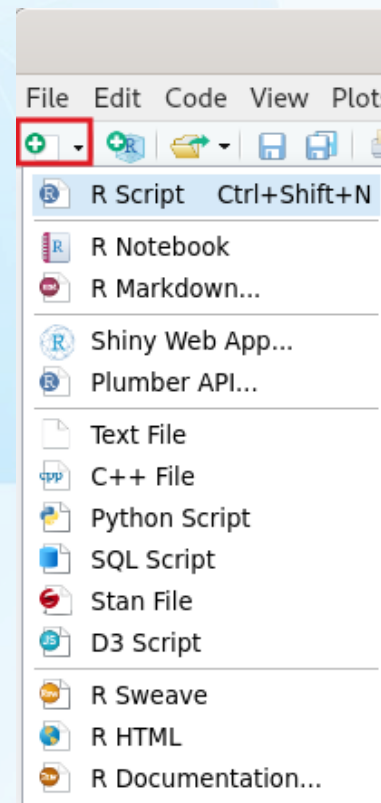 File Edit Code View Plots
R Script Ctrl+Shift+N
R Notebook
R Markdown...
Shiny Web App...
Plumber API...
Text File
C++ File
Python Script
SQL Script
Stan File
D3 Script
R Sweave
R HTML
R Documentation...